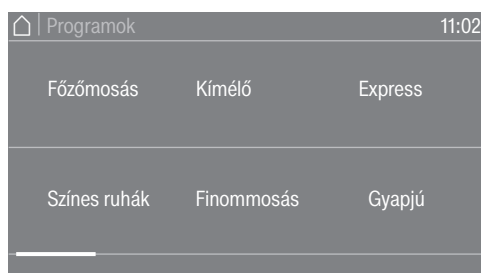 Programok 11:02
Főzőmosás Kímélő Express
Színes ruhák Finommosás Gyapjú